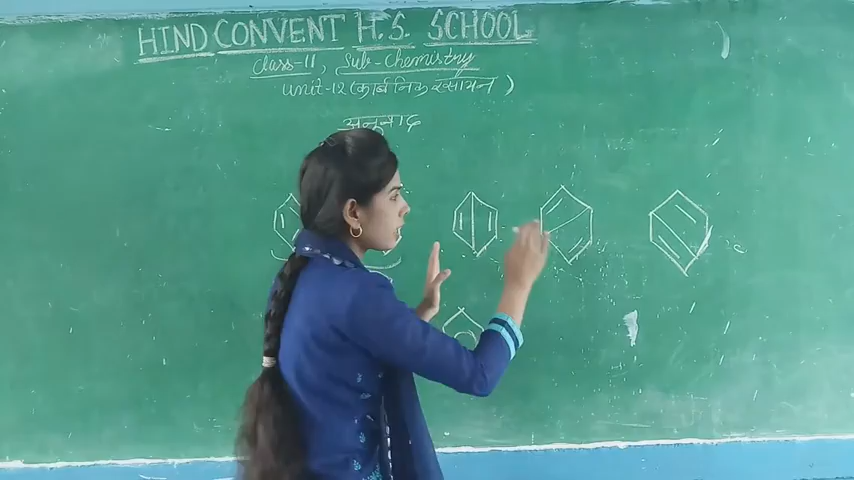 HIND CONVENT H.S. SCHOOL
class-11, Sub-Chemistry
unit-12 (कार्बनिक रसायन)
अनुनाद